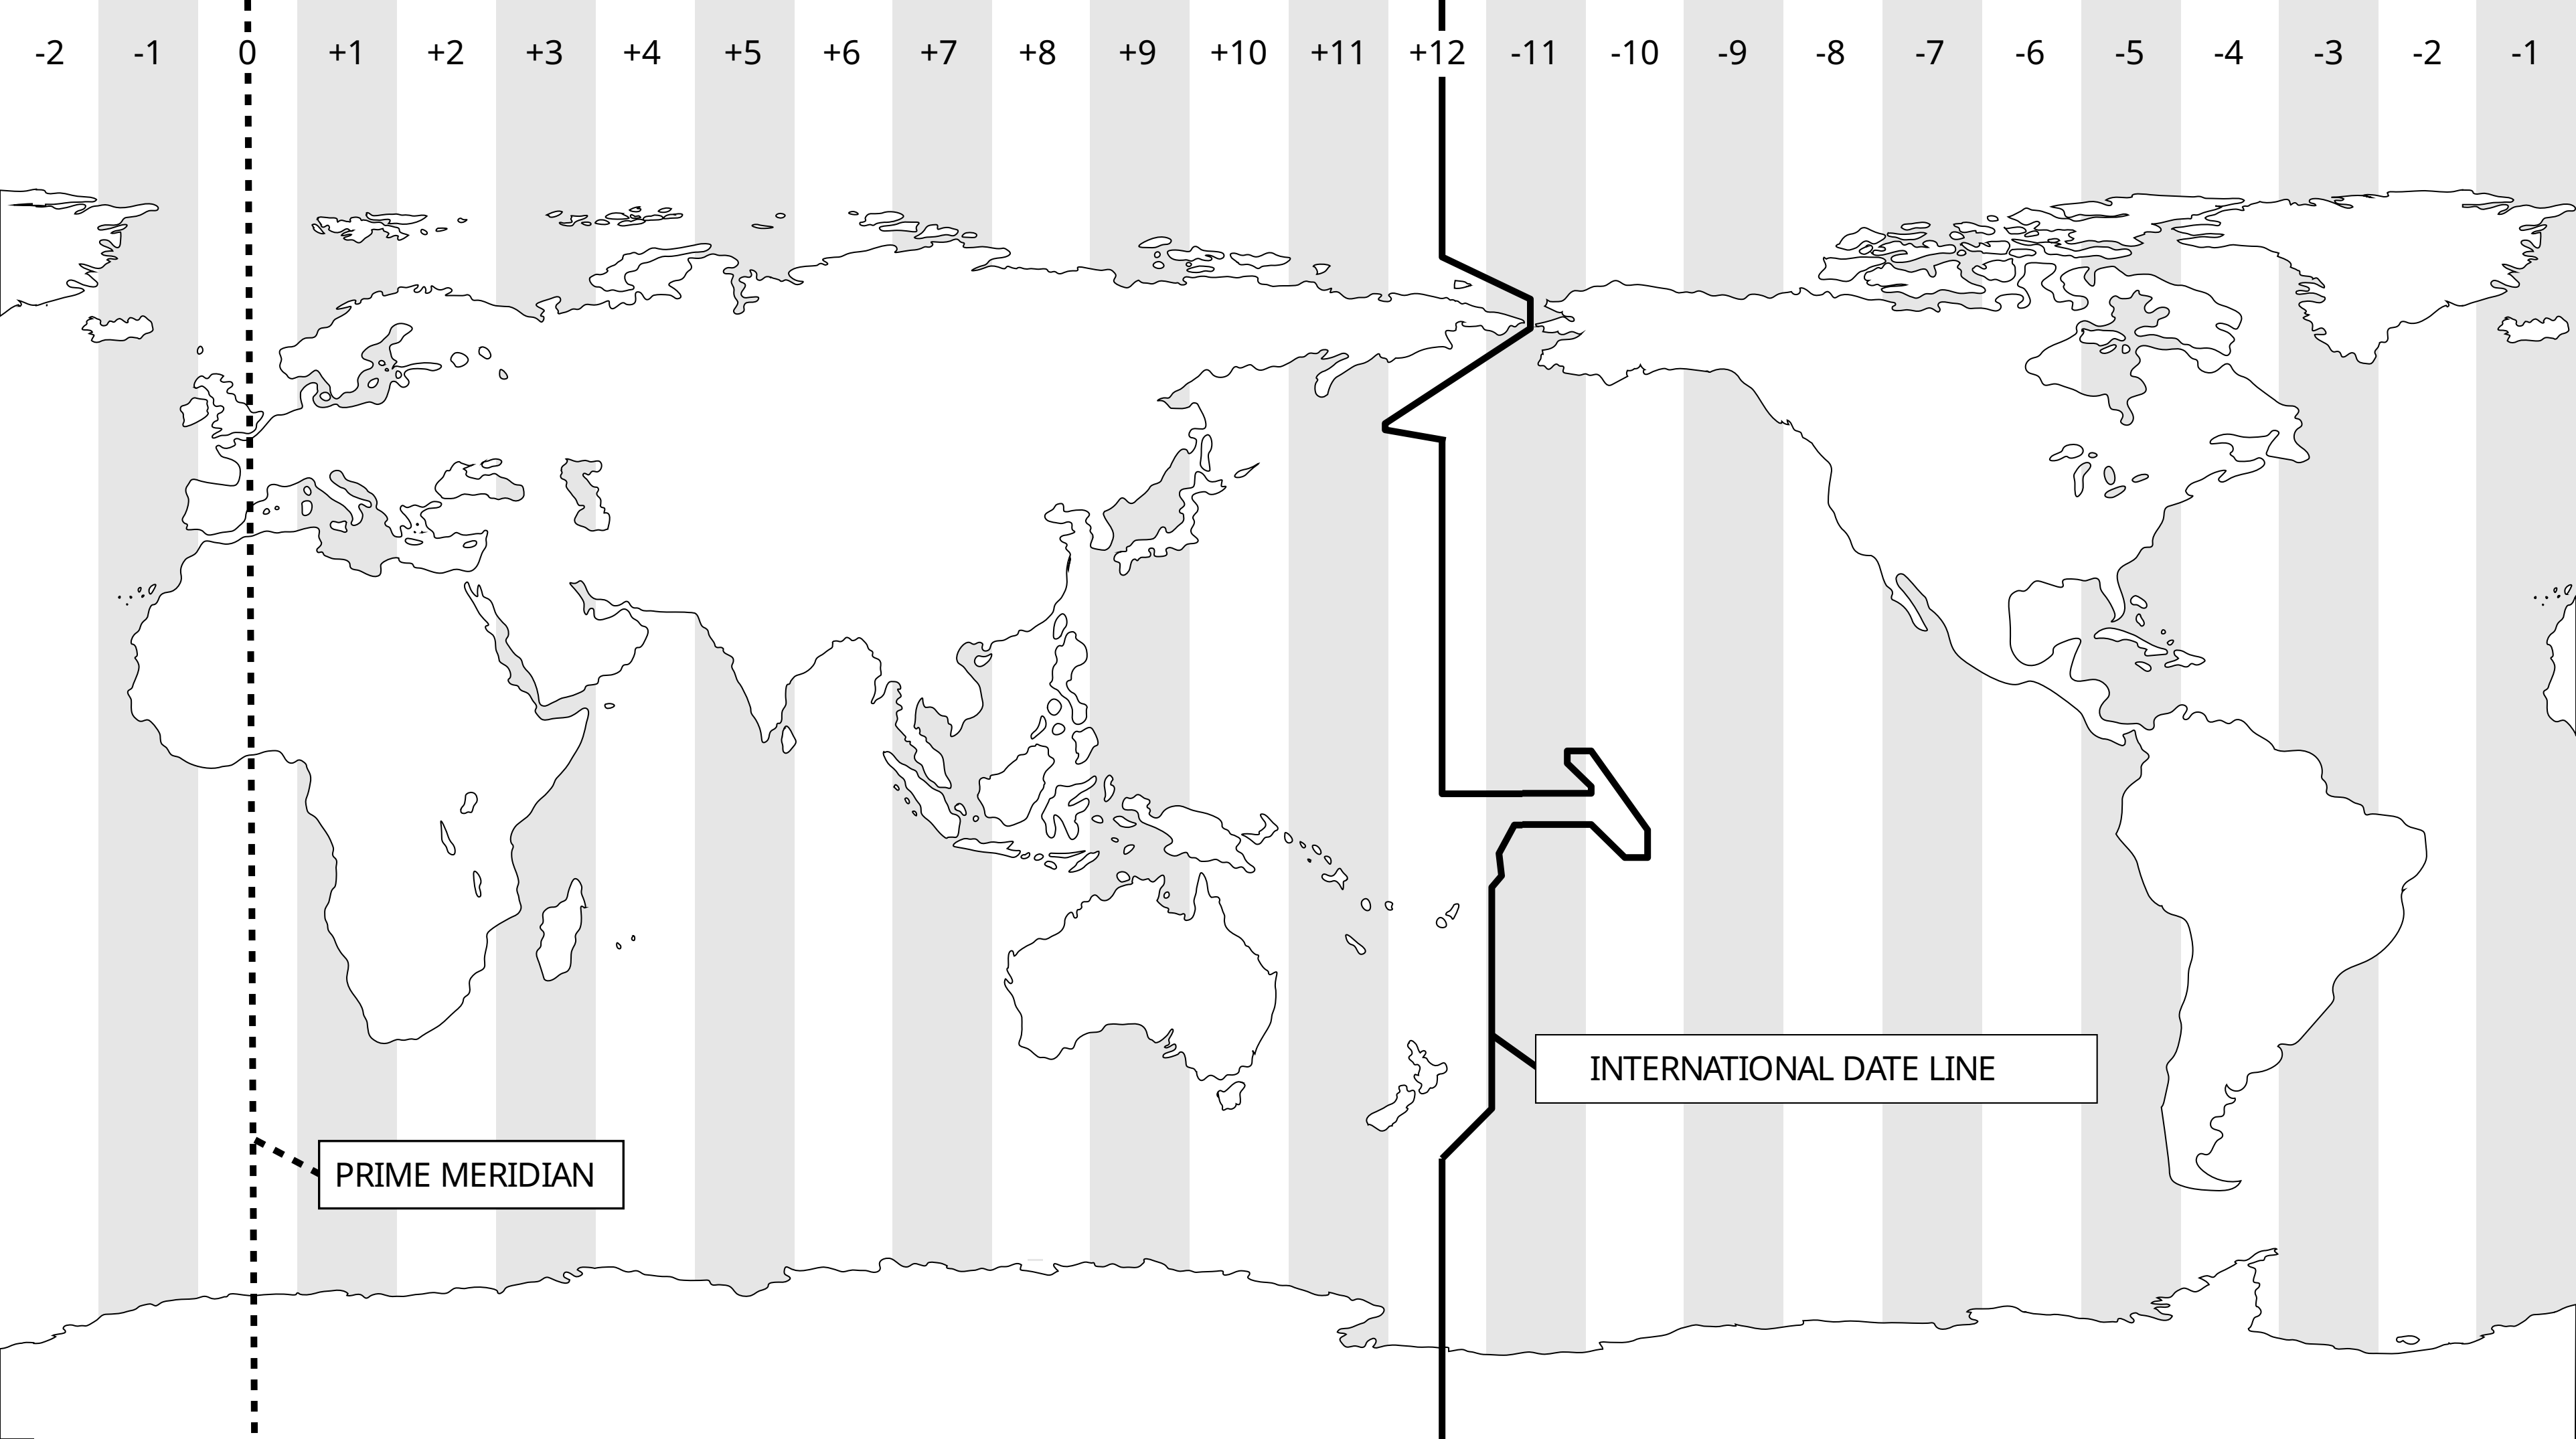 -2 -1 0 +1 +2 +3 +4 +5 +6 +7 +8 +9 +10 +11 +12 -11 -10 -9 -8 -7 -6 -5 -4 -3 -2 -1
INTERNATIONAL DATE LINE
PRIME MERIDIAN